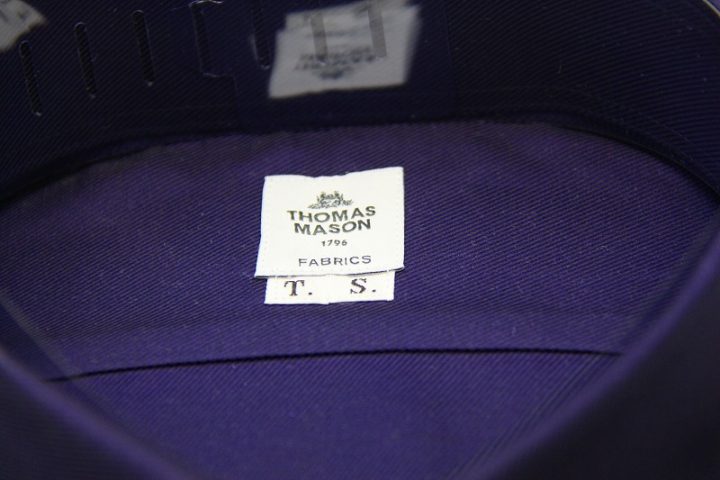 THOMAS
MASON
1796
FABRICS
T. S.